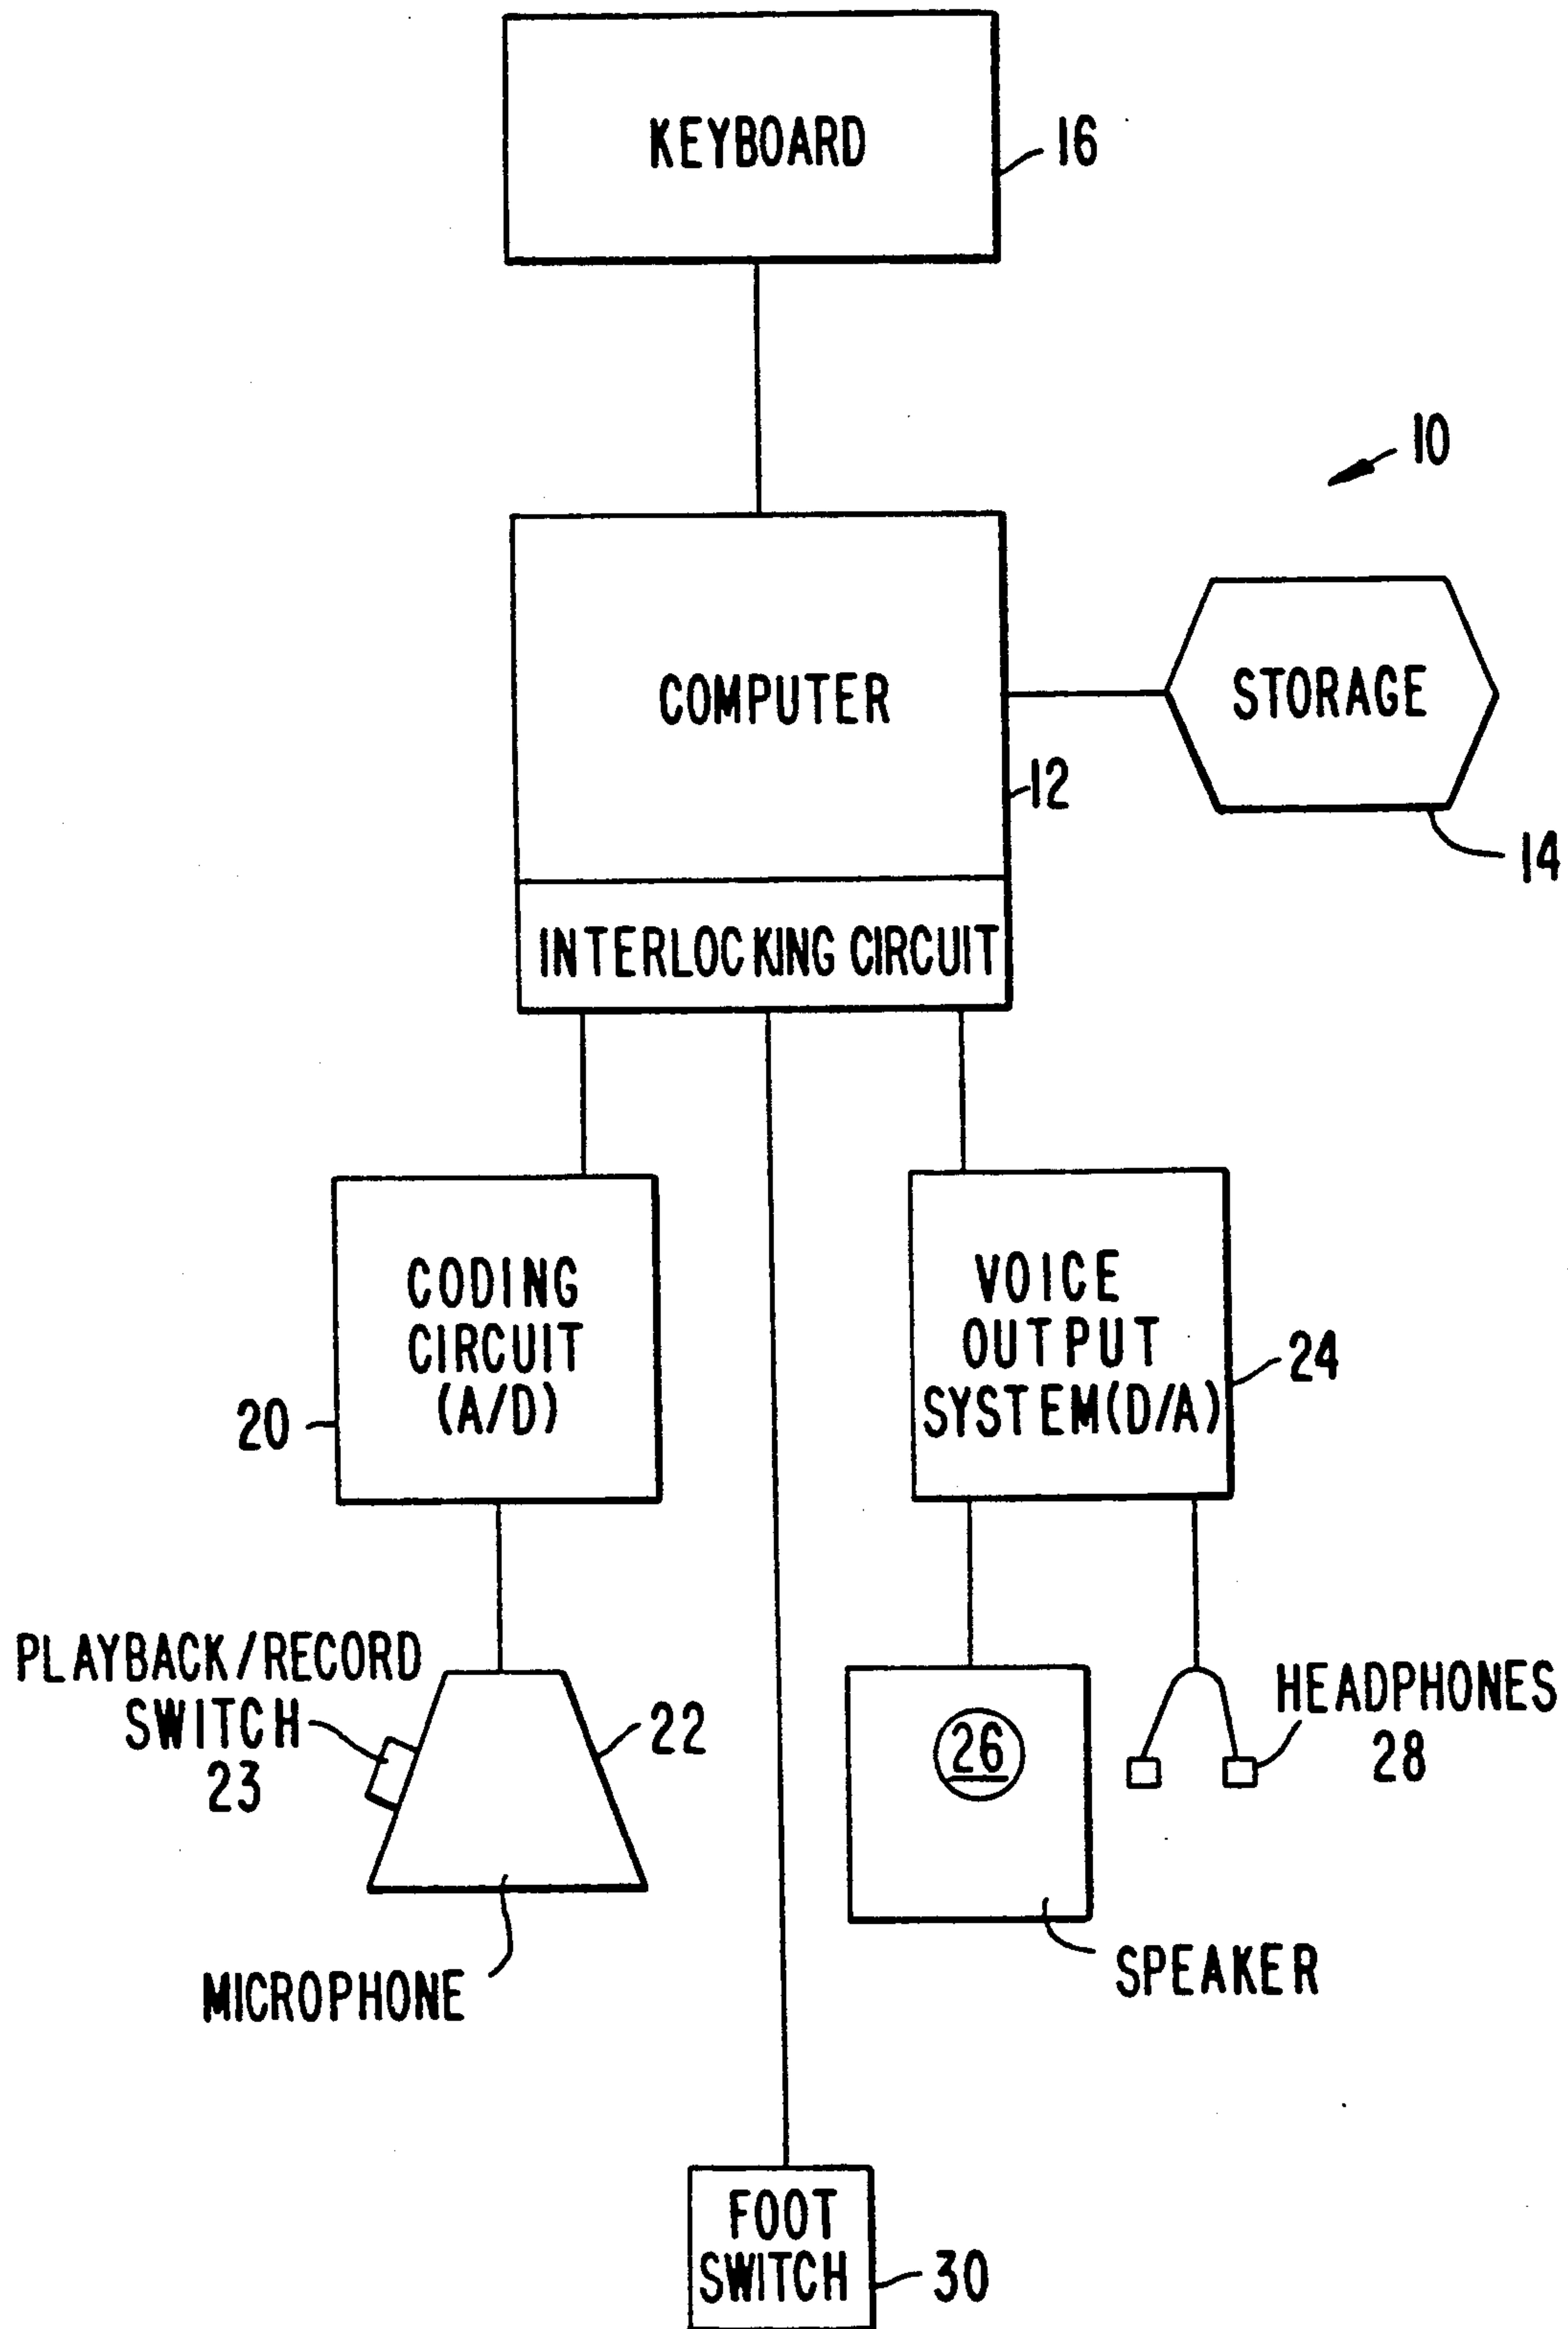 KEYBOARD
16
10
COMPUTER
STORAGE
12
14
INTERLOCKING CIRCUIT
CODING
CIRCUIT
(A/D)
20
VOICE
OUTPUT
SYSTEM(D/A)
24
PLAYBACK/RECORD
SWITCH
23
22
MICROPHONE
26
SPEAKER
HEADPHONES
28
FOOT
SWITCH
30